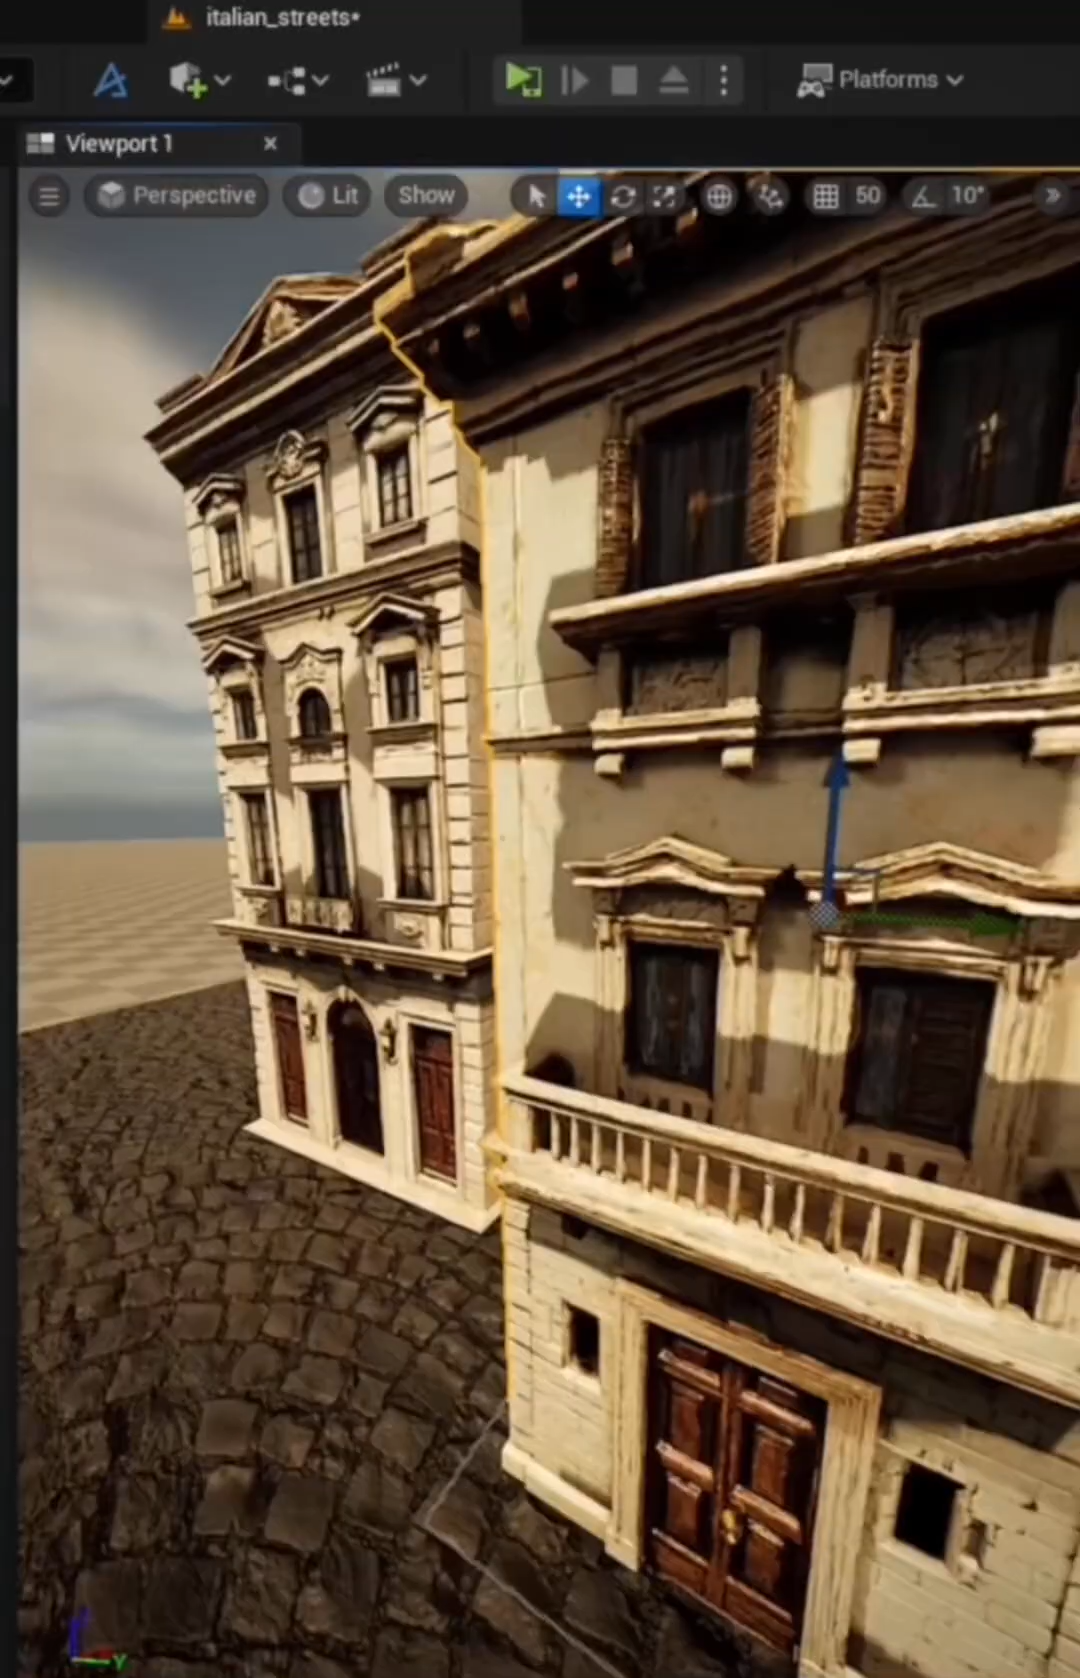 italian_streets*
Platforms
Viewport 1
Perspective Lit Show 50 10°
Y